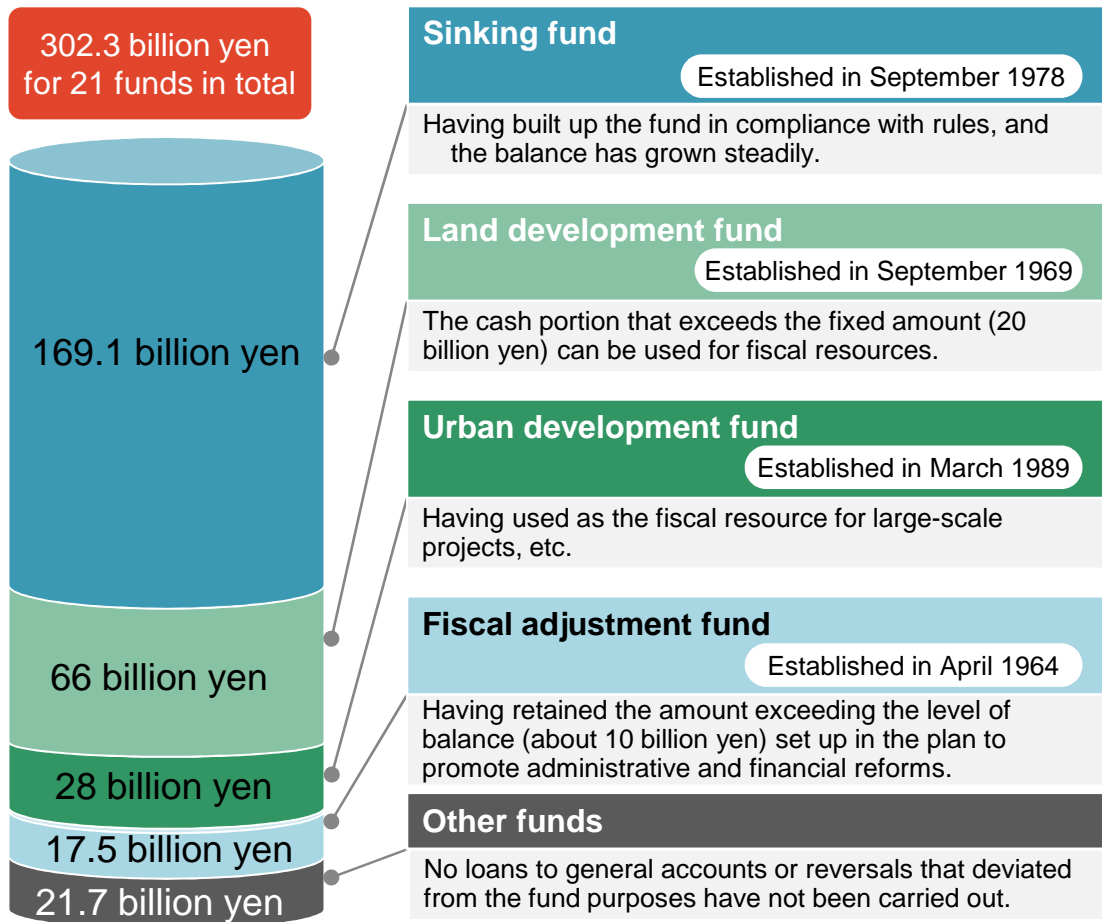 302.3 billion yen
for 21 funds in total
169.1 billion yen
66 billion yen
28 billion yen
17.5 billion yen
21.7 billion yen
Sinking fund
Established in September 1978
Having built up the fund in compliance with rules, and
the balance has grown steadily.
Land development fund
Established in September 1969
The cash portion that exceeds the fixed amount (20
billion yen) can be used for fiscal resources.
Urban development fund
Established in March 1989
Having used as the fiscal resource for large-scale
projects, etc.
Fiscal adjustment fund
Established in April 1964
Having retained the amount exceeding the level of
balance (about 10 billion yen) set up in the plan to
promote administrative and financial reforms.
Other funds
No loans to general accounts or reversals that deviated
from the fund purposes have not been carried out.